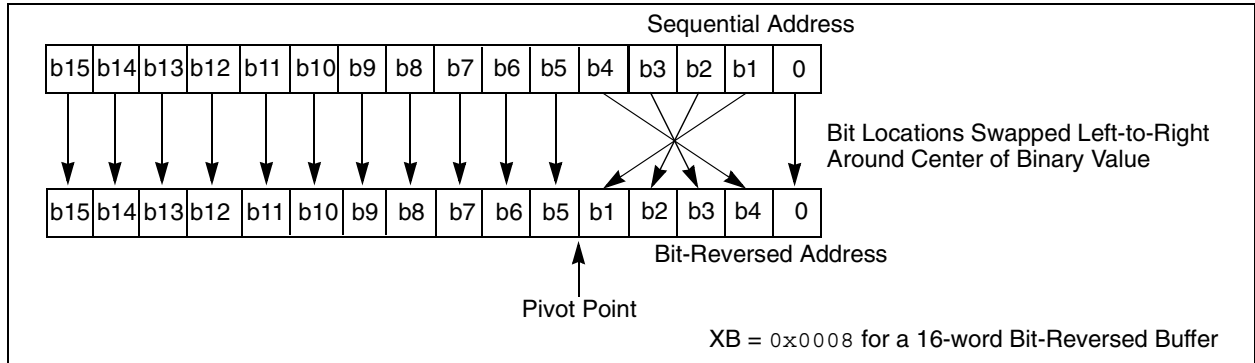 Sequential Address
b15 b14 b13 b12 b11 b10 b9 b8 b7 b6 b5 b4 b3 b2 b1 0
Bit Locations Swapped Left-to-Right
Around Center of Binary Value
b15 b14 b13 b12 b11 b10 b9 b8 b7 b6 b5 b1 b2 b3 b4 0
Bit-Reversed Address
Pivot Point
XB = 0x0008 for a 16-word Bit-Reversed Buffer